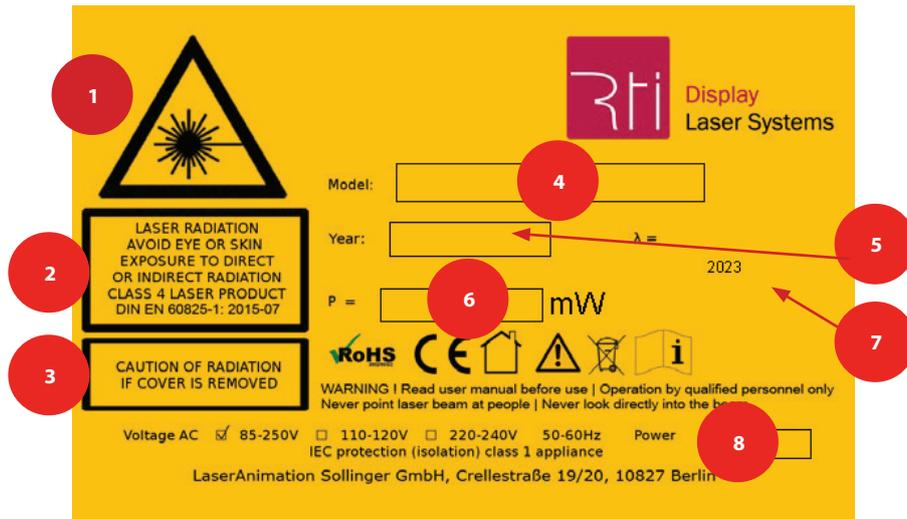 1
Rti
Display
Laser Systems
Model:
4
LASER RADIATION
AVOID EYE OR SKIN
EXPOSURE TO DIRECT
OR INDIRECT RADIATION
CLASS 4 LASER PRODUCT
DIN EN 60825-1: 2015-07
2
Year:
λ =
5
2023
P =
6
mW
7
RoHS
CE
i
CAUTION OF RADIATION
IF COVER IS REMOVED
3
WARNING ! Read user manual before use | Operation by qualified personnel only
Never point laser beam at people | Never look directly into the
Voltage AC ☑ 85-250V ☐ 110-120V ☐ 220-240V 50-60Hz Power
8
IEC protection (isolation) class 1 appliance
LaserAnimation Sollinger GmbH, Crellestraße 19/20, 10827 Berlin